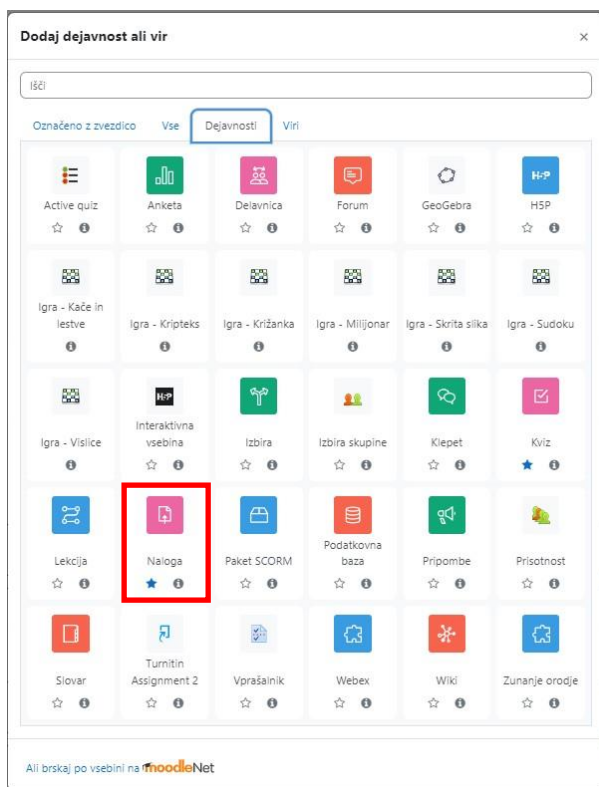 Dodaj dejavnost ali vir
Išči
Označeno z zvezdico Vse Dejavnosti Viri
Active quiz Anketa Delavnica Forum GeoGebra H5P
Igra - Kače in
lestve Igra - Kripteks Igra - Križanka Igra - Milijonar Igra - Skrita slika Igra - Sudoku
Igra - Vislice Interaktivna
vsebina Izbira Izbira skupine Klepet Kviz
Lekcija Naloga Paket SCORM Podatkovna
baza Pripombe Prisotnost
Slovar Turnitin
Assignment 2 Vprašalnik Webex Wiki Zunanje orodje
Ali brskaj po vsebini na moodleNet